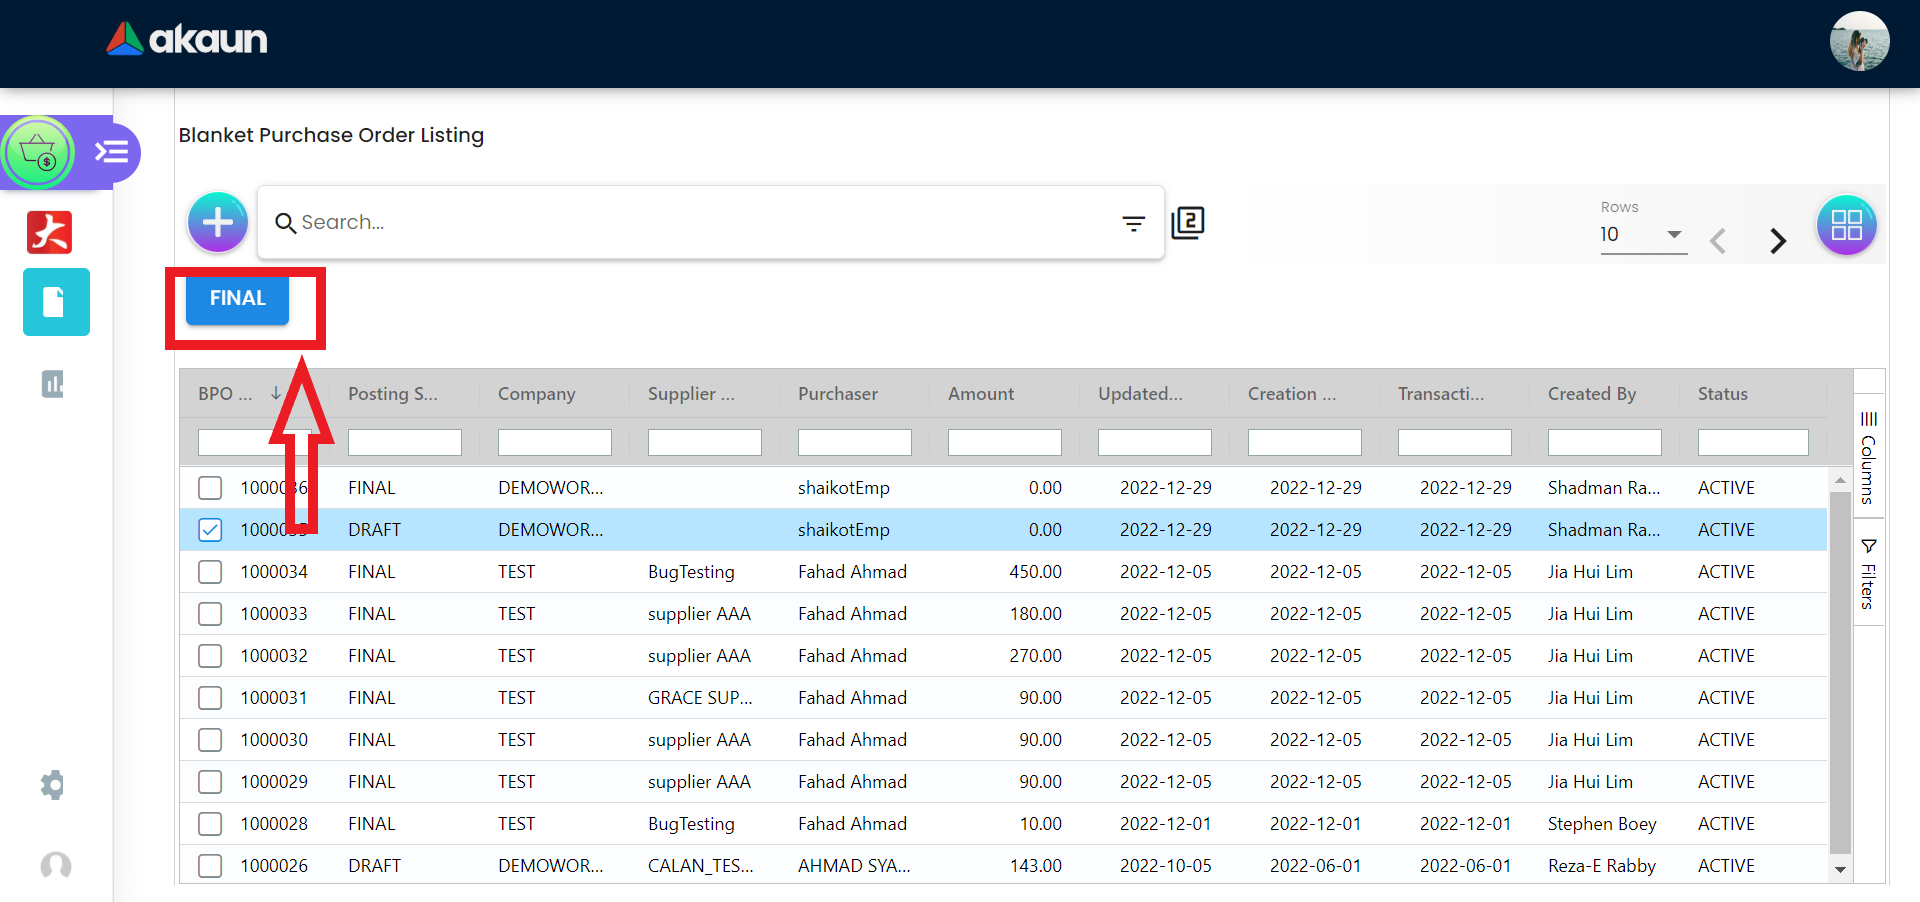 akaun
Blanket Purchase Order Listing
Search...
2
Rows
10
FINAL
BPO ... Posting S... Company Supplier ... Purchaser Amount Updated... Creation ... Transacti... Created By Status
Columns
Filters
1000036 FINAL DEMOWOR... shaikotEmp 0.00 2022-12-29 2022-12-29 2022-12-29 Shadman Ra... ACTIVE
1000035 DRAFT DEMOWOR... shaikotEmp 0.00 2022-12-29 2022-12-29 2022-12-29 Shadman Ra... ACTIVE
1000034 FINAL TEST BugTesting Fahad Ahmad 450.00 2022-12-05 2022-12-05 2022-12-05 Jia Hui Lim ACTIVE
1000033 FINAL TEST supplier AAA Fahad Ahmad 180.00 2022-12-05 2022-12-05 2022-12-05 Jia Hui Lim ACTIVE
1000032 FINAL TEST supplier AAA Fahad Ahmad 270.00 2022-12-05 2022-12-05 2022-12-05 Jia Hui Lim ACTIVE
1000031 FINAL TEST GRACE SUP... Fahad Ahmad 90.00 2022-12-05 2022-12-05 2022-12-05 Jia Hui Lim ACTIVE
1000030 FINAL TEST supplier AAA Fahad Ahmad 90.00 2022-12-05 2022-12-05 2022-12-05 Jia Hui Lim ACTIVE
1000029 FINAL TEST supplier AAA Fahad Ahmad 90.00 2022-12-05 2022-12-05 2022-12-05 Jia Hui Lim ACTIVE
1000028 FINAL TEST BugTesting Fahad Ahmad 10.00 2022-12-01 2022-12-01 2022-12-01 Stephen Boey ACTIVE
1000026 DRAFT DEMOWOR... CALAN_TES... AHMAD SYA... 143.00 2022-10-05 2022-06-01 2022-06-01 Reza-E Rabby ACTIVE